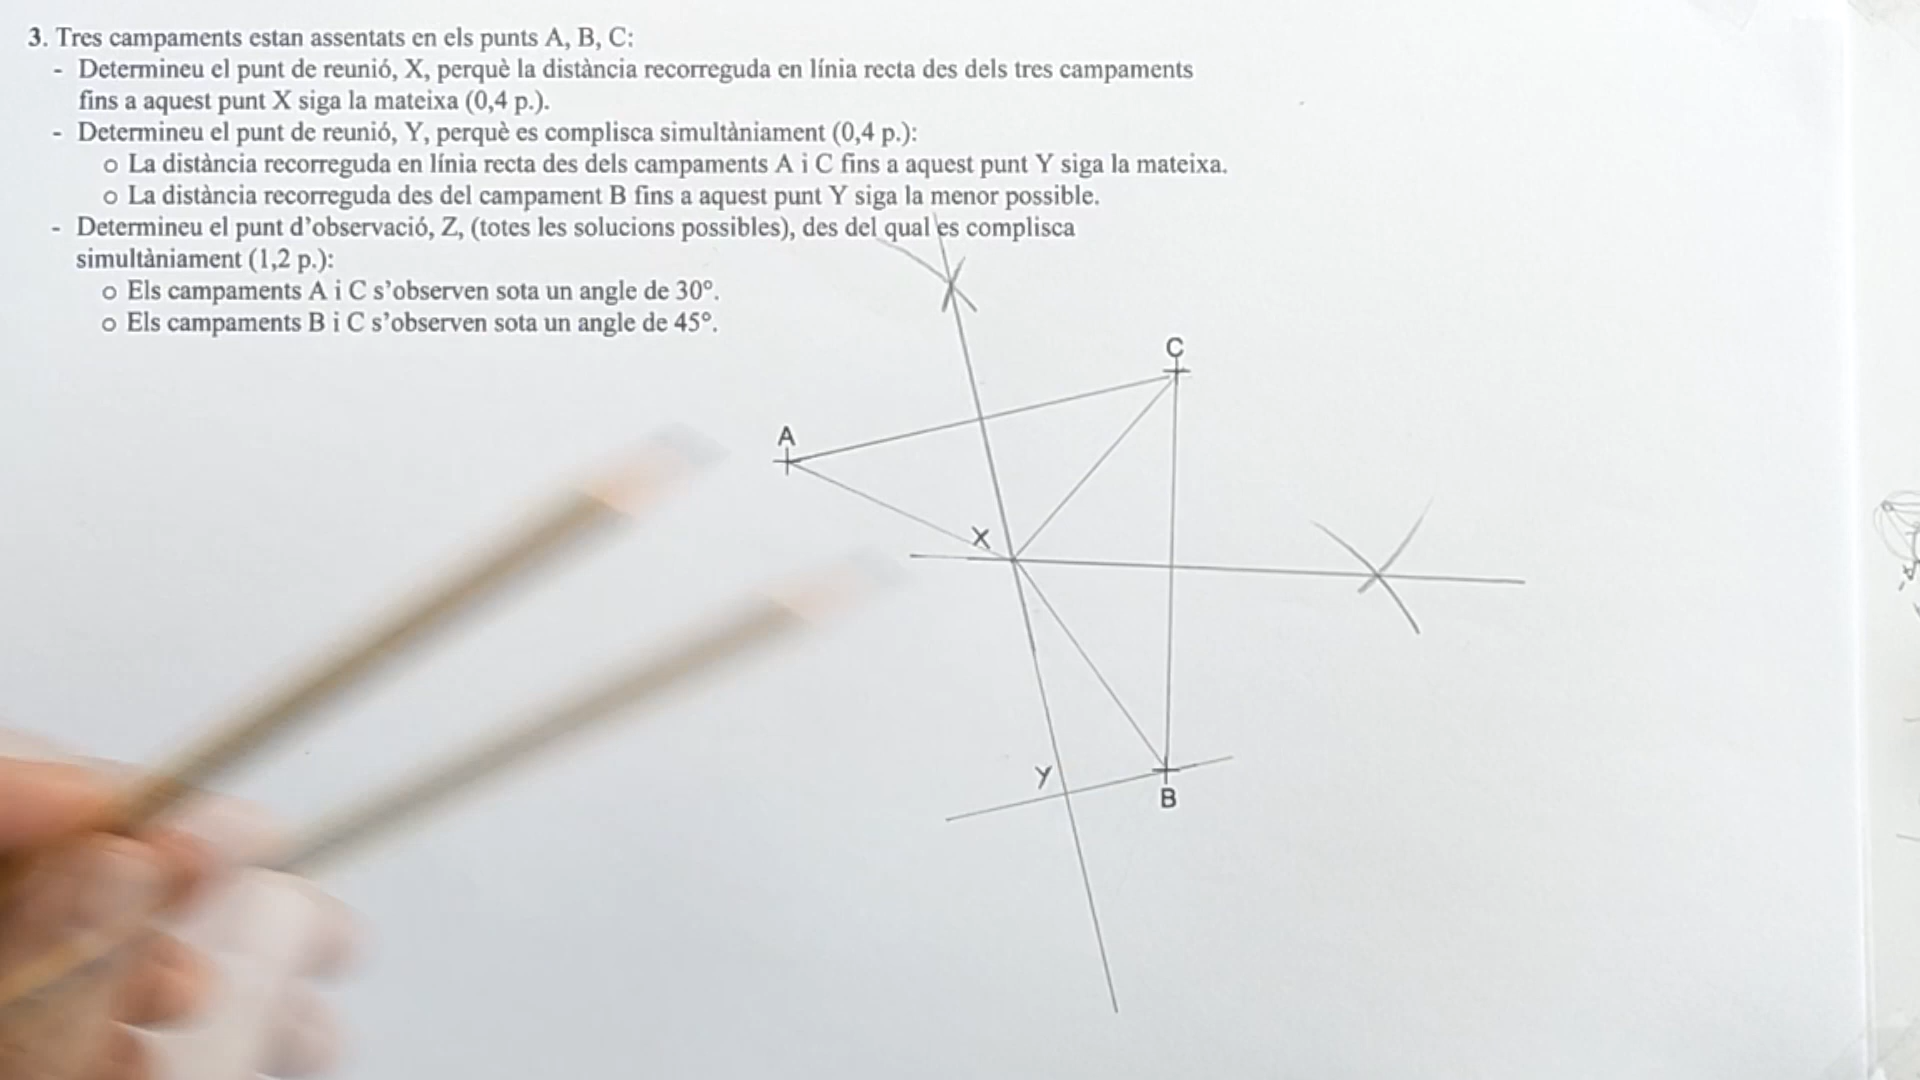 3. Tres campaments estan assentats en els punts A, B, C:
- Determineu el punt de reunió, X, perquè la distància recorreguda en línia recta des dels tres campaments
fins a aquest punt X siga la mateixa (0,4 p.).
- Determineu el punt de reunió, Y, perquè es complisca simultàniament (0,4 p.):
o La distància recorreguda en línia recta des dels campaments A i C fins a aquest punt Y siga la mateixa.
o La distància recorreguda des del campament B fins a aquest punt Y siga la menor possible.
- Determineu el punt d'observació, Z, (totes les solucions possibles), des del qual es complisca
simultàniament (1,2 p.):
o Els campaments A i C s'observen sota un angle de 30º.
o Els campaments B i C s'observen sota un angle de 45º.
C
A
X
Y
B